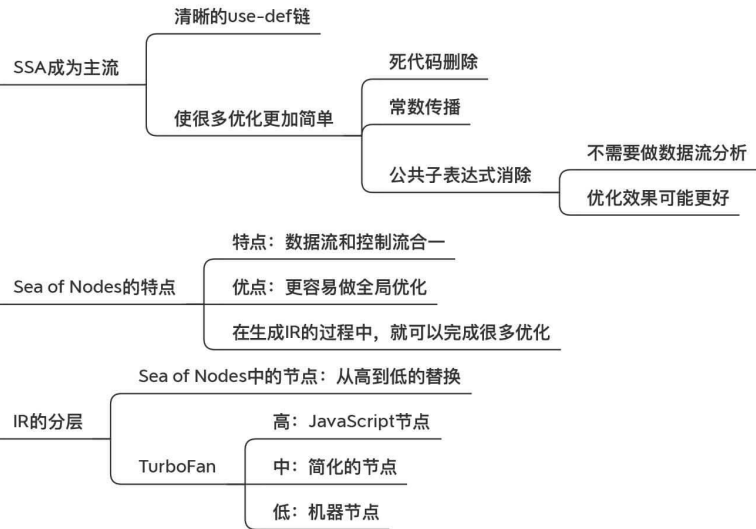 清晰的use-def链
SSA成为主流
使很多优化更加简单
死代码删除
常数传播
公共子表达式消除
不需要做数据流分析
优化效果可能更好
Sea of Nodes的特点
特点：数据流和控制流合一
优点：更容易做全局优化
在生成IR的过程中，就可以完成很多优化
IR的分层
Sea of Nodes中的节点：从高到低的替换
TurboFan
高：JavaScript节点
中：简化的节点
低：机器节点